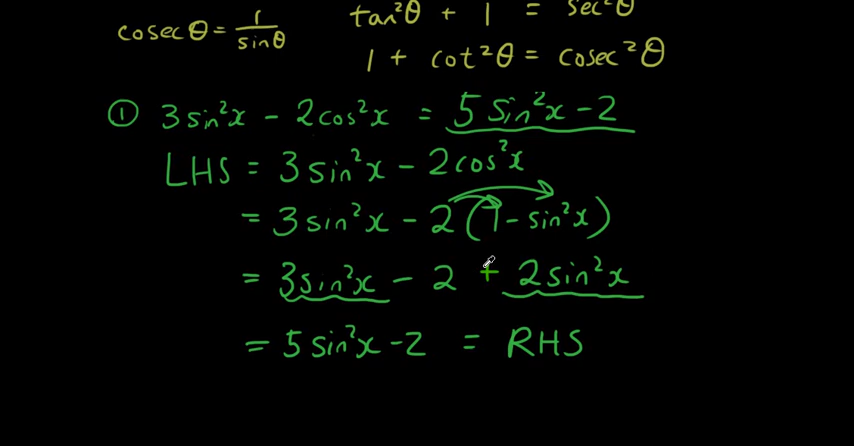 tan²θ + 1 = sec²θ
cosec θ = 1/sinθ
1 + cot²θ = cosec²θ
① 3sin²x - 2cos²x = 5sin²x - 2
LHS = 3sin²x - 2cos²x
= 3sin²x - 2(1 - sin²x)
= 3sin²x - 2 + 2sin²x
= 5sin²x - 2 = RHS